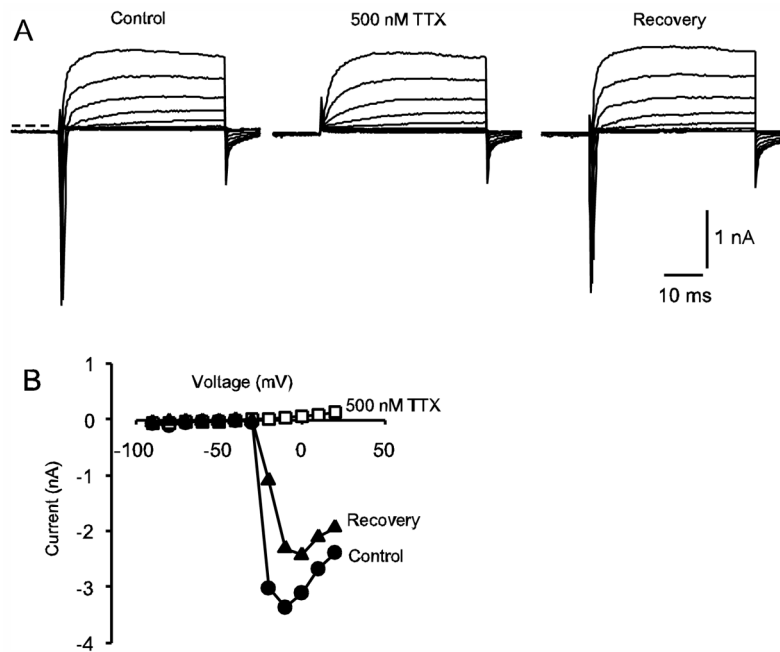 A
Control
500 nM TTX
Recovery
1 nA
10 ms
B
1
Voltage (mV)
500 nM TTX
0
-100
-50
0
50
-1
Current (nA)
-2
Recovery
Control
-3
-4